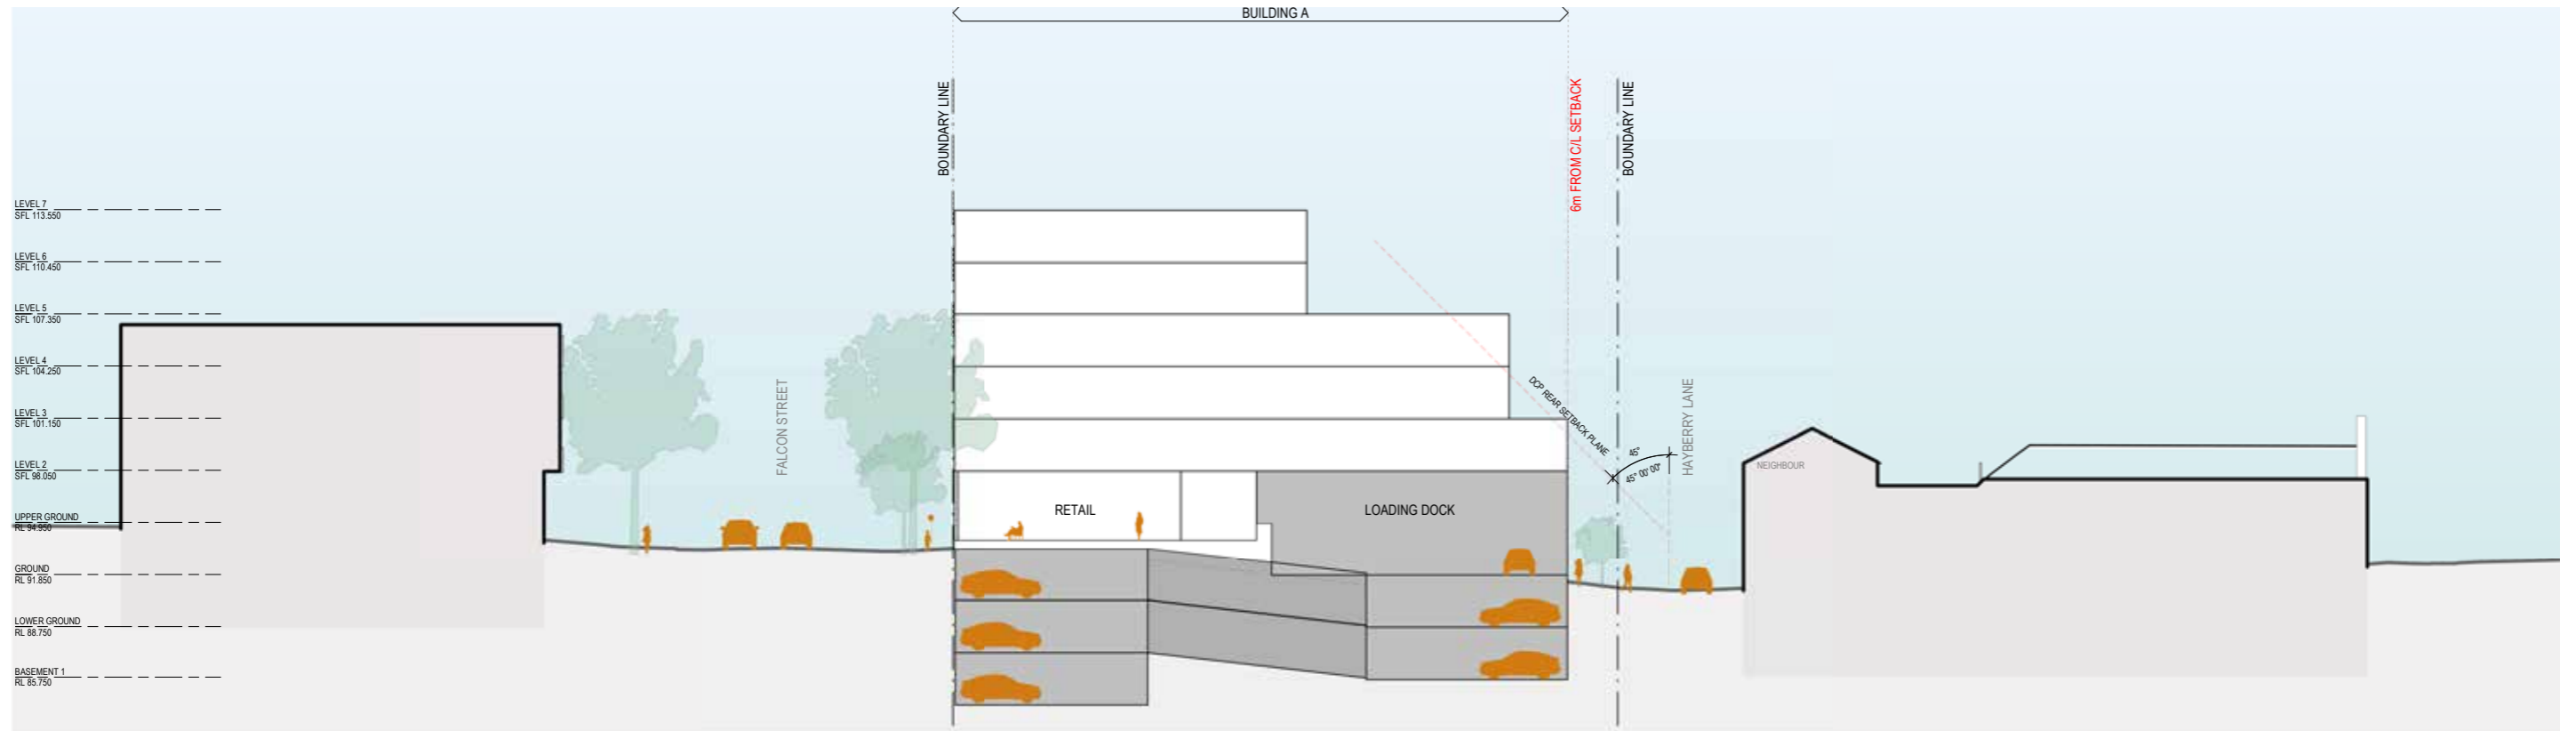 BUILDING A
BOUNDARY LINE
6m FROM C/L SETBACK
BOUNDARY LINE
LEVEL 7
SFL 113.550
LEVEL 6
SFL 110.450
LEVEL 5
SFL 107.350
LEVEL 4
SFL 104.250
LEVEL 3
SFL 101.150
LEVEL 2
SFL 98.050
UPPER GROUND
RL 94.950
GROUND
RL 91.850
LOWER GROUND
RL 88.750
BASEMENT 1
RL 85.750
FALCON STREET
RETAIL
LOADING DOCK
DCP REAR SETBACK PLANE
45°
45° 00' 00"
HAYBERRY LANE
NEIGHBOUR